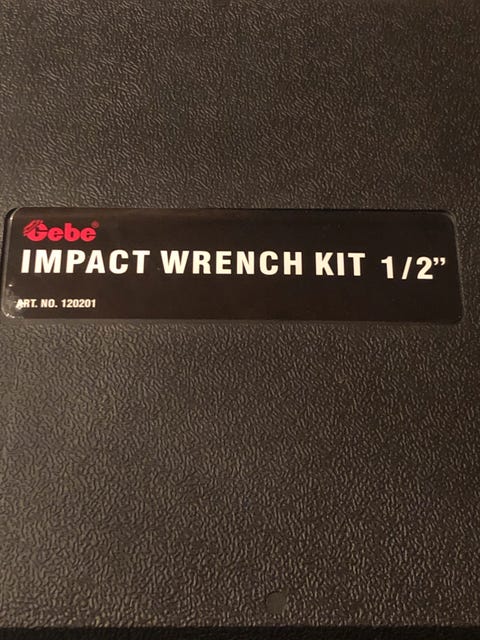 Gebe®
IMPACT WRENCH KIT 1/2”
ART. NO. 120201